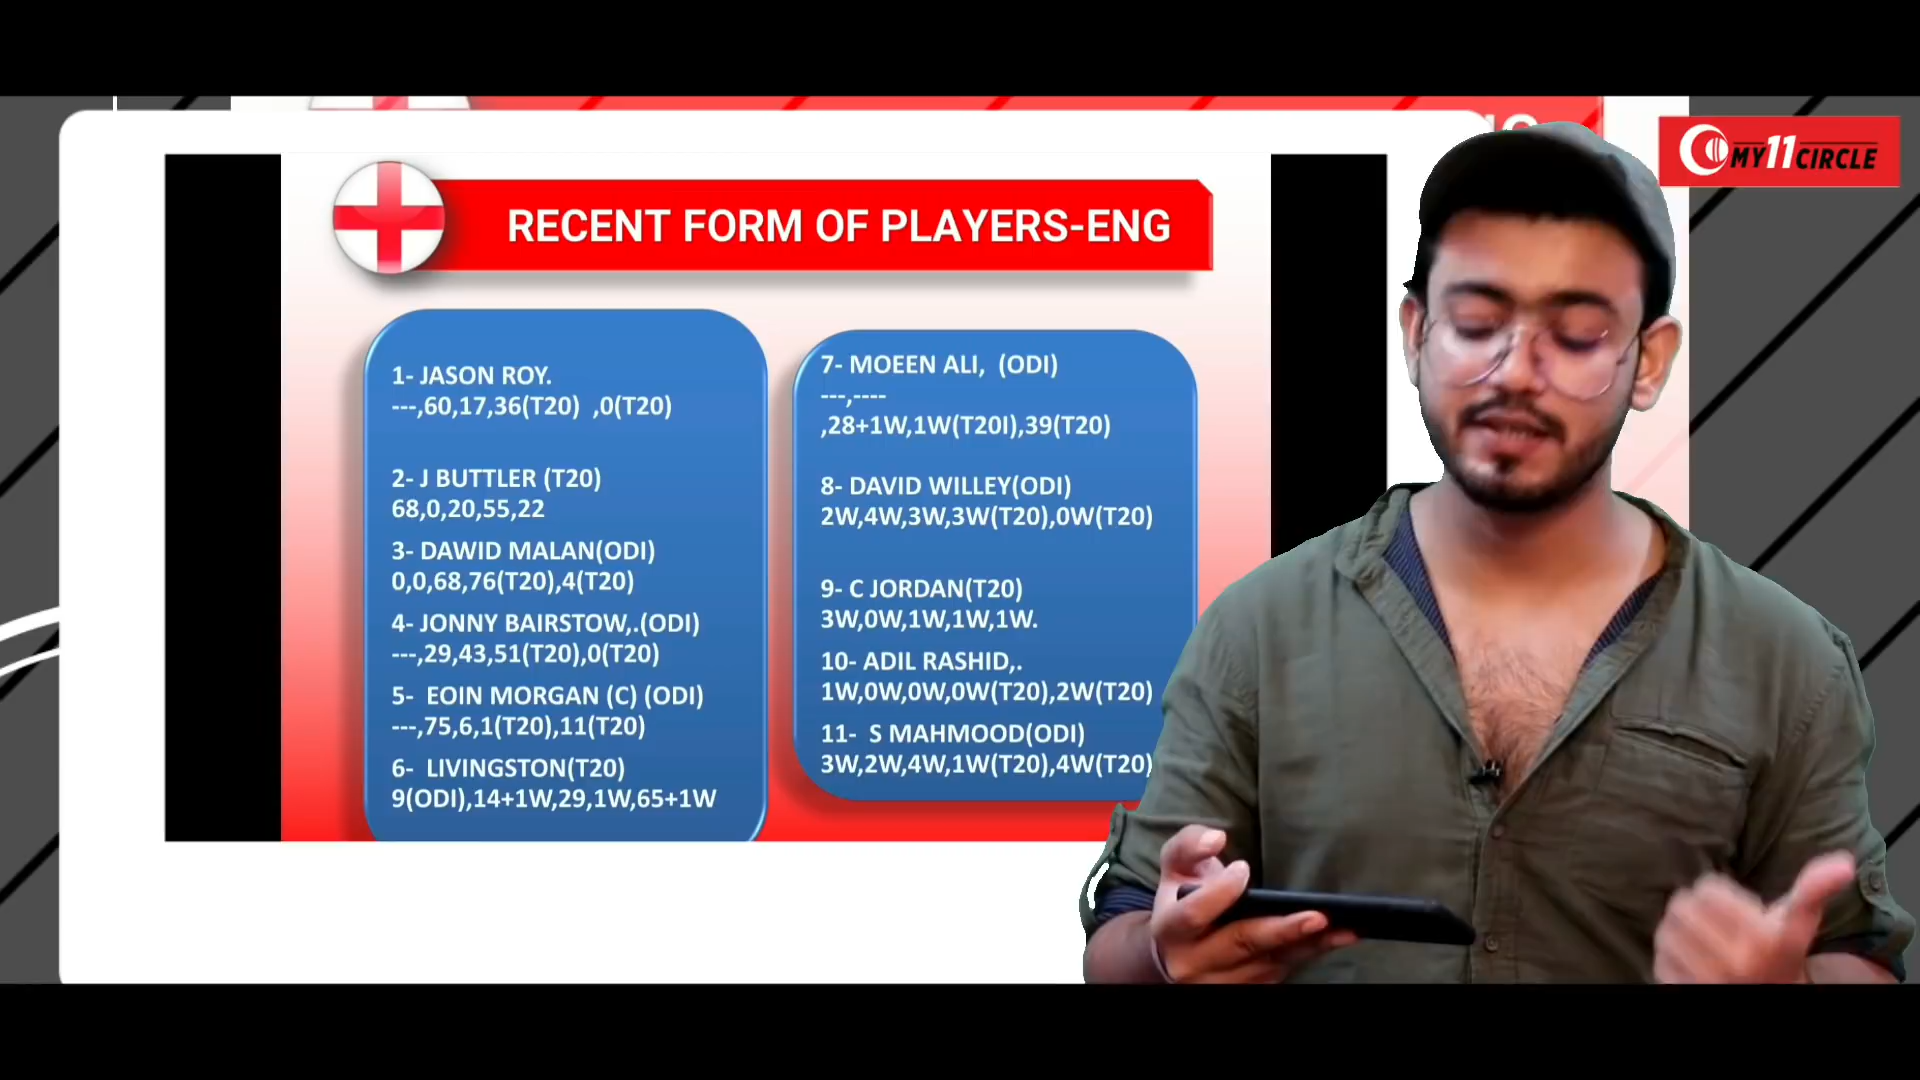 MY11CIRCLE
RECENT FORM OF PLAYERS-ENG
1- JASON ROY.
---,60,17,36(T20) ,0(T20)
2- J BUTTLER (T20)
68,0,20,55,22
3- DAWID MALAN(ODI)
0,0,68,76(T20),4(T20)
4- JONNY BAIRSTOW,.(ODI)
---,29,43,51(T20),0(T20)
5- EOIN MORGAN (C) (ODI)
---,75,6,1(T20),11(T20)
6- LIVINGSTON(T20)
9(ODI),14+1W,29,1W,65+1W
7- MOEEN ALI, (ODI)
---,----
,28+1W,1W(T20I),39(T20)
8- DAVID WILLEY(ODI)
2W,4W,3W,3W(T20),0W(T20)
9- C JORDAN(T20)
3W,0W,1W,1W,1W.
10- ADIL RASHID,.
1W,0W,0W,0W(T20),2W(T20)
11- S MAHMOOD(ODI)
3W,2W,4W,1W(T20),4W(T20)